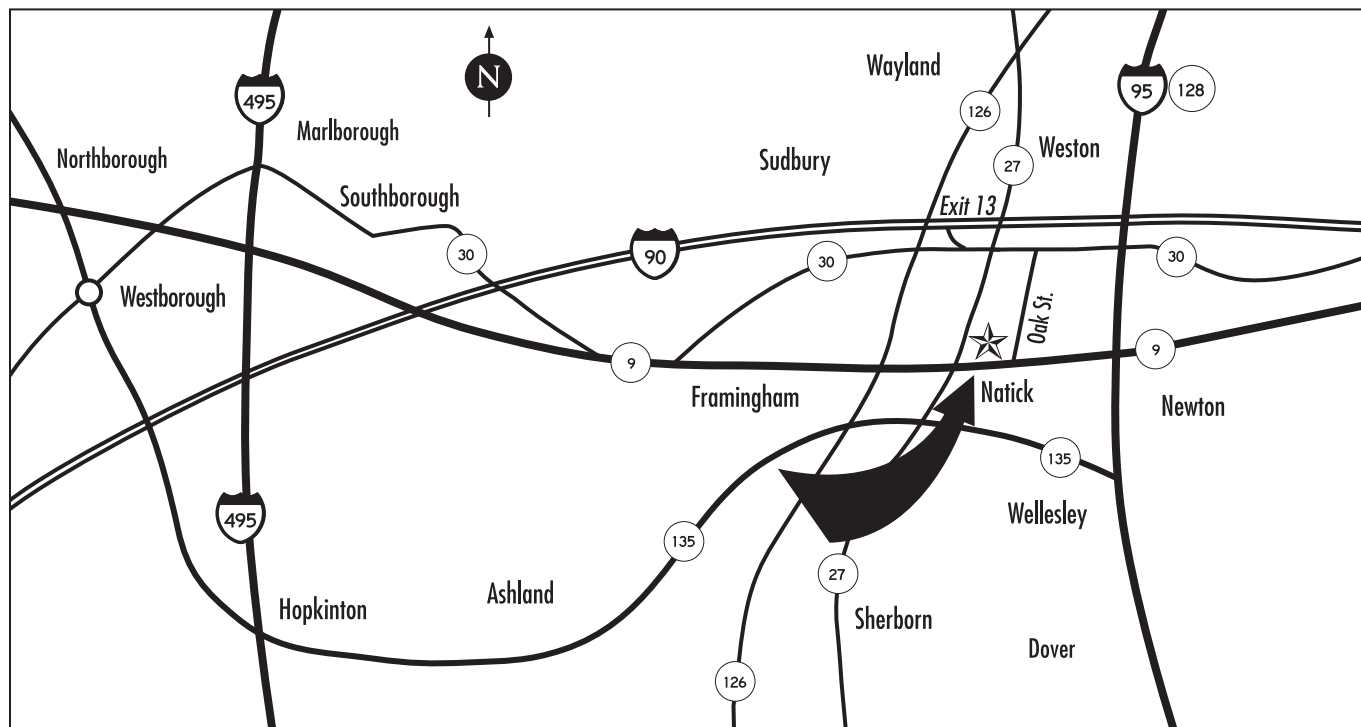 Wayland
N
495
95
128
126
Marlborough
Northborough
Weston
Sudbury
27
Southborough
Exit 13
30
90
30
30
Westborough
Oak St.
9
9
Natick
Framingham
Newton
135
495
Wellesley
135
27
Ashland
Hopkinton
Sherborn
Dover
126